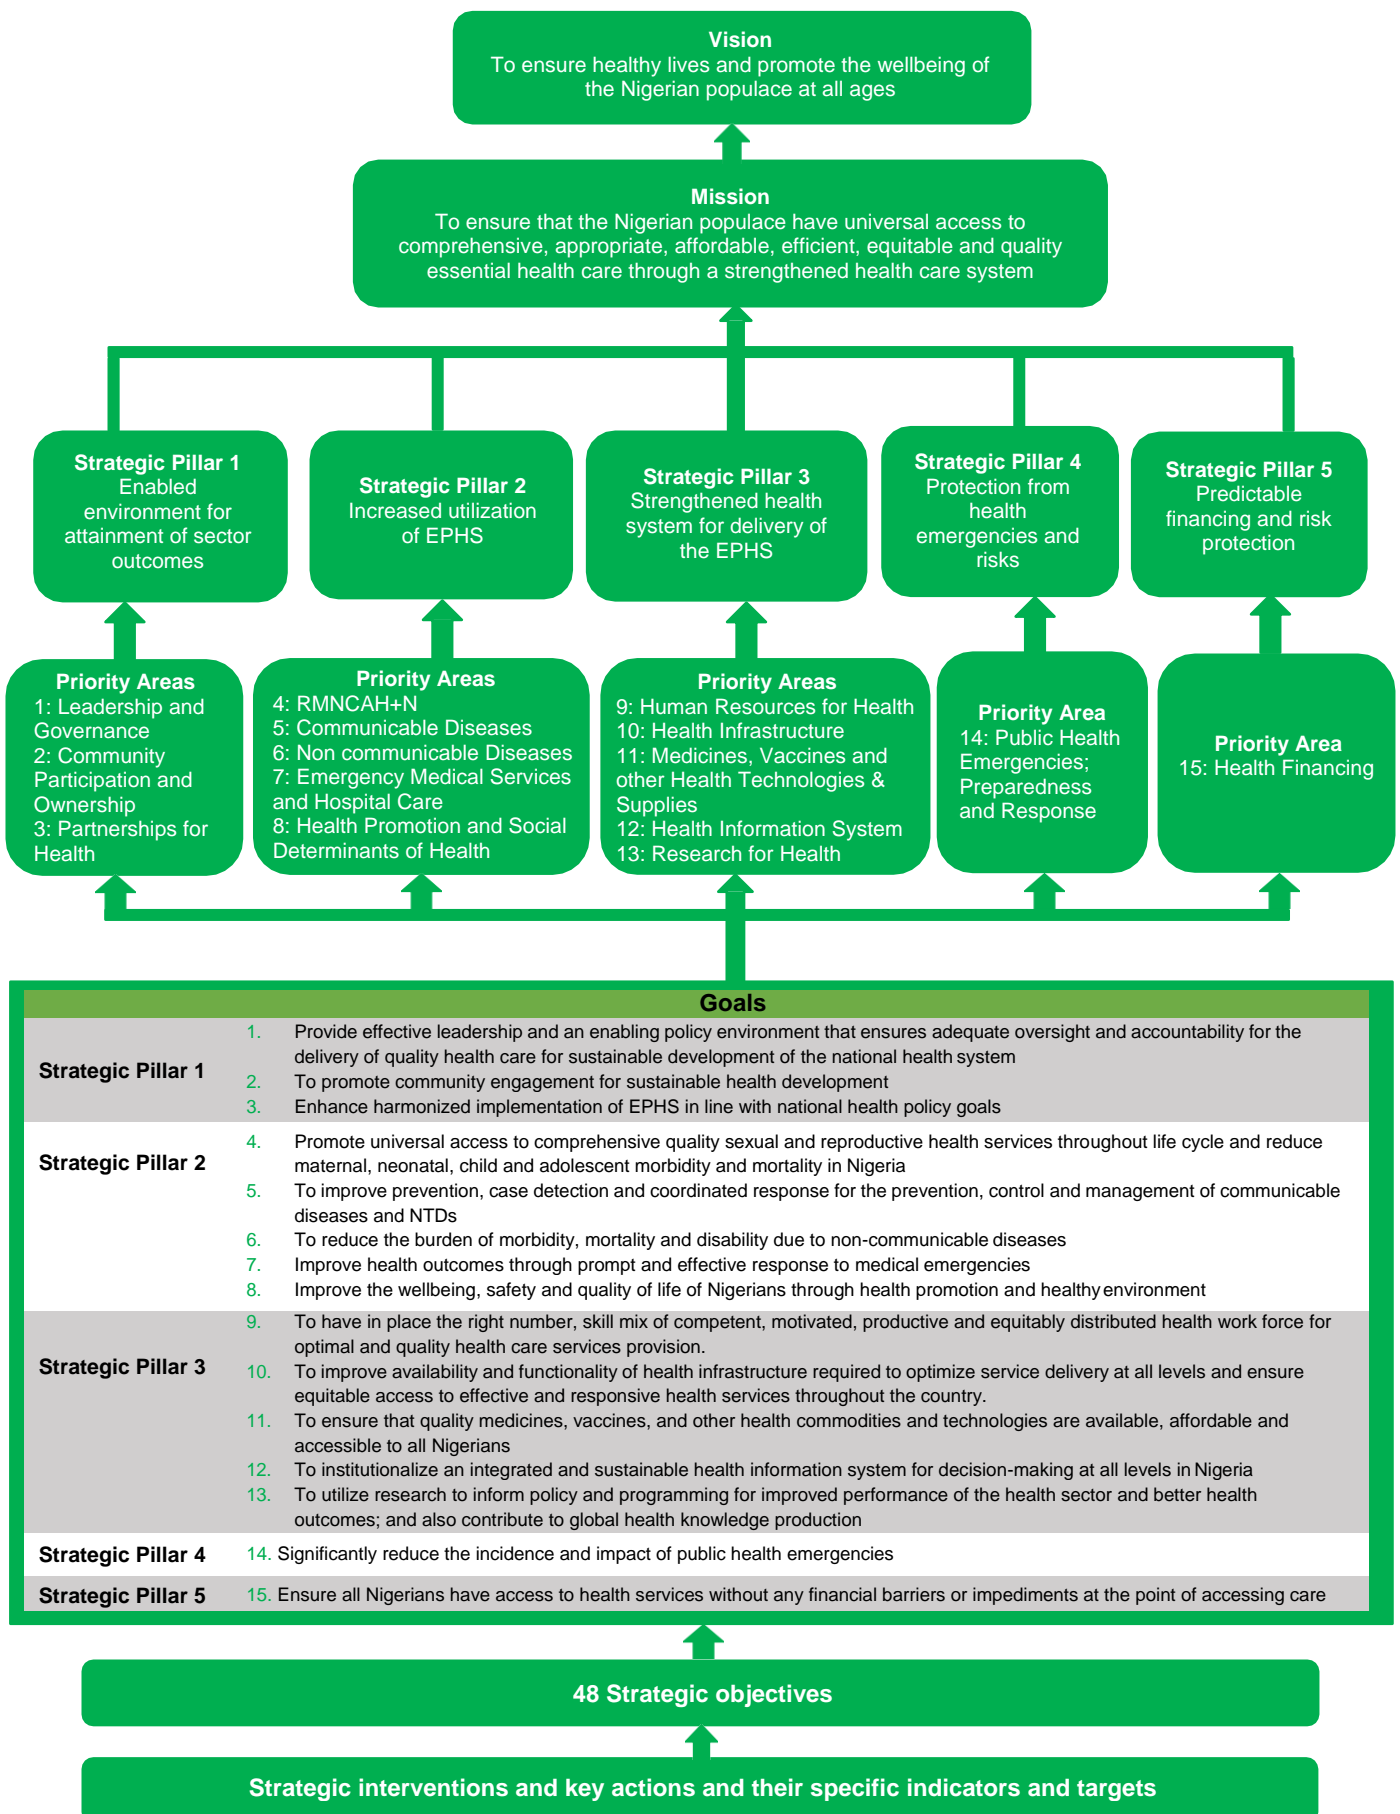 Vision
To ensure healthy lives and promote the wellbeing of
the Nigerian populace at all ages
Mission
To ensure that the Nigerian populace have universal access to
comprehensive, appropriate, affordable, efficient, equitable and quality
essential health care through a strengthened health care system
Strategic Pillar 1
Enabled
environment for
attainment of sector
outcomes
Strategic Pillar 2
Increased utilization
of EPHS
Strategic Pillar 3
Strengthened health
system for delivery of
the EPHS
Strategic Pillar 4
Protection from
health
emergencies and
risks
Strategic Pillar 5
Predictable
financing and risk
protection
Priority Areas
1: Leadership and
Governance
2: Community
Participation and
Ownership
3: Partnerships for
Health
Priority Areas
4: RMNCAH+N
5: Communicable Diseases
6: Non communicable Diseases
7: Emergency Medical Services
and Hospital Care
8: Health Promotion and Social
Determinants of Health
Priority Areas
9: Human Resources for Health
10: Health Infrastructure
11: Medicines, Vaccines and
other Health Technologies &
Supplies
12: Health Information System
13: Research for Health
Priority Area
14: Public Health
Emergencies;
Preparedness
and Response
Priority Area
15: Health Financing
Goals
Strategic Pillar 1
1. Provide effective leadership and an enabling policy environment that ensures adequate oversight and accountability for the
delivery of quality health care for sustainable development of the national health system
2. To promote community engagement for sustainable health development
3. Enhance harmonized implementation of EPHS in line with national health policy goals
Strategic Pillar 2
4. Promote universal access to comprehensive quality sexual and reproductive health services throughout life cycle and reduce
maternal, neonatal, child and adolescent morbidity and mortality in Nigeria
5. To improve prevention, case detection and coordinated response for the prevention, control and management of communicable
diseases and NTDs
6. To reduce the burden of morbidity, mortality and disability due to non-communicable diseases
7. Improve health outcomes through prompt and effective response to medical emergencies
8. Improve the wellbeing, safety and quality of life of Nigerians through health promotion and healthy environment
Strategic Pillar 3
9. To have in place the right number, skill mix of competent, motivated, productive and equitably distributed health work force for
optimal and quality health care services provision.
10. To improve availability and functionality of health infrastructure required to optimize service delivery at all levels and ensure
equitable access to effective and responsive health services throughout the country.
11. To ensure that quality medicines, vaccines, and other health commodities and technologies are available, affordable and
accessible to all Nigerians
12. To institutionalize an integrated and sustainable health information system for decision-making at all levels in Nigeria
13. To utilize research to inform policy and programming for improved performance of the health sector and better health
outcomes; and also contribute to global health knowledge production
Strategic Pillar 4
14. Significantly reduce the incidence and impact of public health emergencies
Strategic Pillar 5
15. Ensure all Nigerians have access to health services without any financial barriers or impediments at the point of accessing care
48 Strategic objectives
Strategic interventions and key actions and their specific indicators and targets